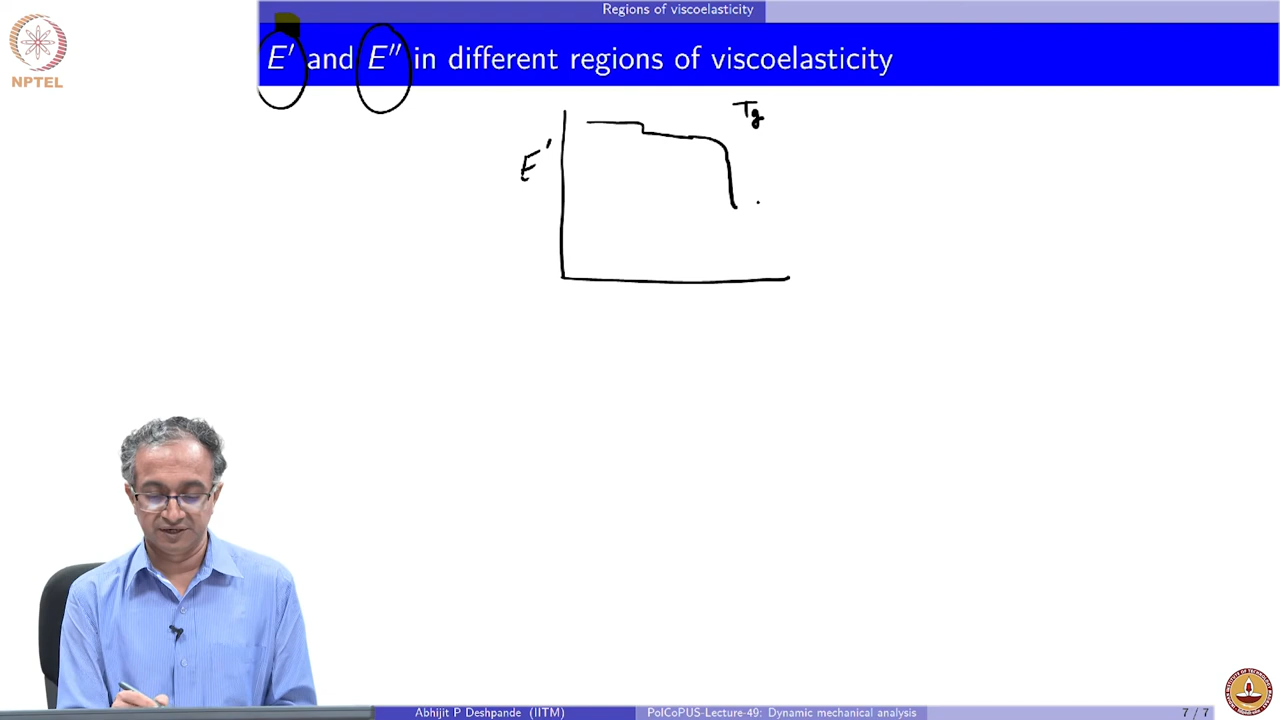 Regions of viscoelasticity
E′ and E″ in different regions of viscoelasticity
NPTEL
Tg
E′
Abhijit P Deshpande (IITM)
PolCoPUS-Lecture-49: Dynamic mechanical analysis
7 / 7